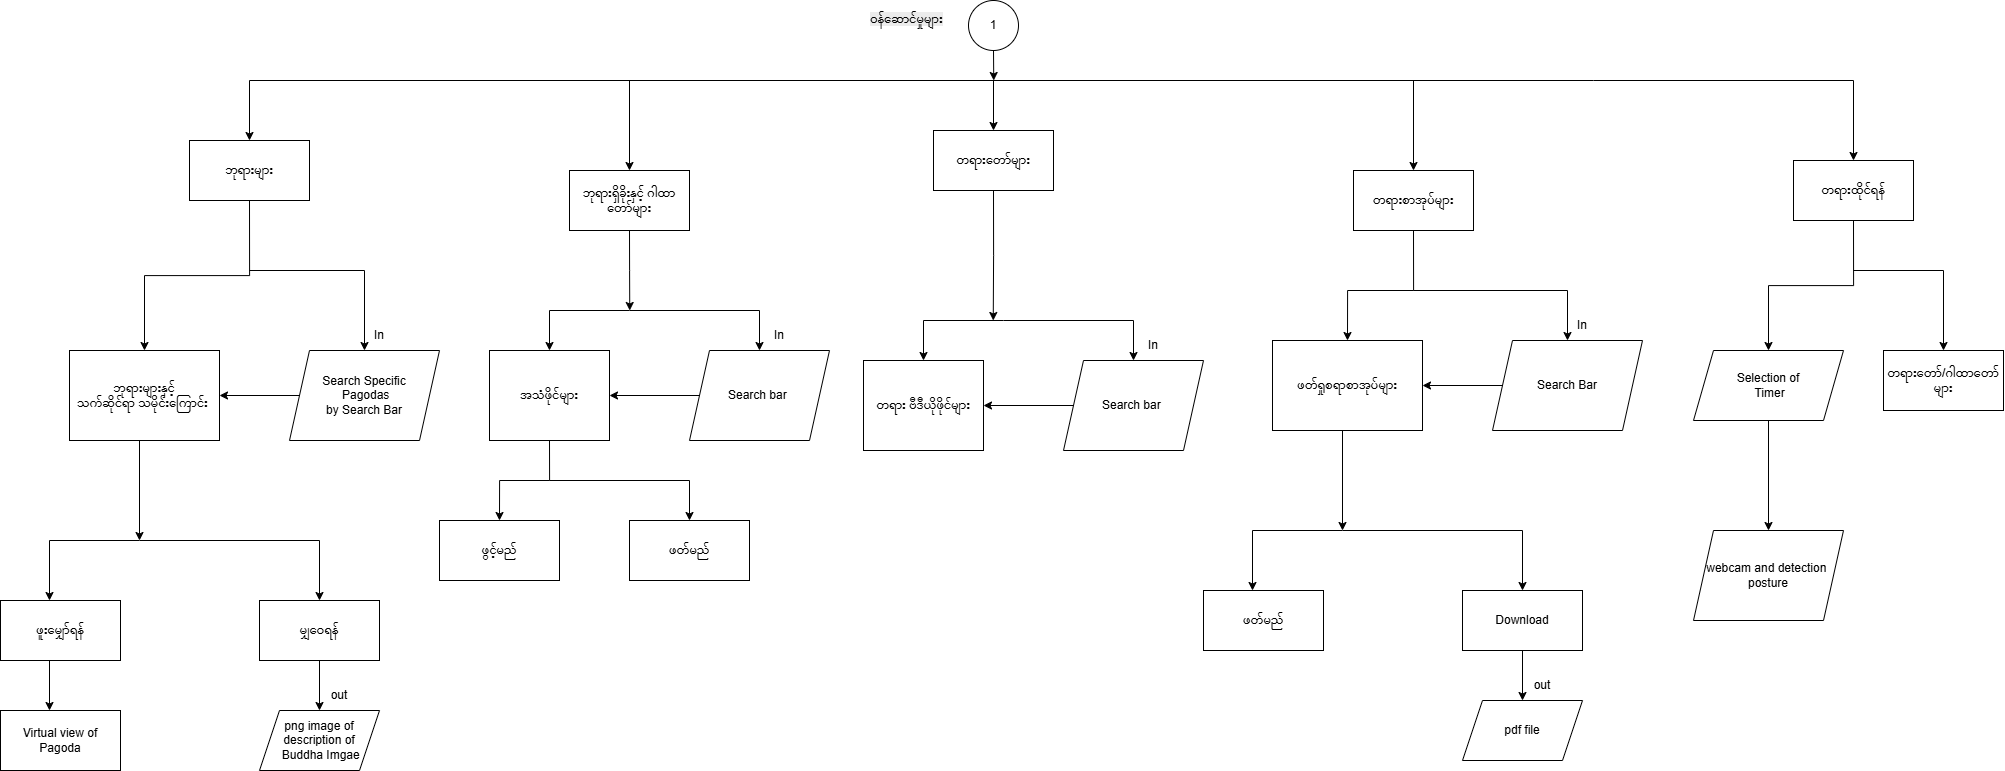 ဝန်ဆောင်မှုများ
1
ဘုရားများ
ဘုရားရှိခိုးနှင့် ဂါထာ
တော်များ
တရားတော်များ
တရားစာအုပ်များ
တရားထိုင်ရန်
In
ဘုရားများနှင့်
သက်ဆိုင်ရာ သမိုင်းကြောင်း
Search Specific
Pagodas
by Search Bar
In
အသံဖိုင်များ
Search bar
In
တရား ဗီဒီယိုဖိုင်များ
Search bar
In
ဖတ်ရှုစရာစာအုပ်များ
Search Bar
Selection of
Timer
တရားတော်/ဂါထာတော်
များ
ဖွင့်မည်
ဖတ်မည်
webcam and detection
posture
ဖူးမျှော်ရန်
မျှဝေရန်
ဖတ်မည်
Download
out
Virtual view of
Pagoda
png image of
description of
Buddha Imgae
out
pdf file